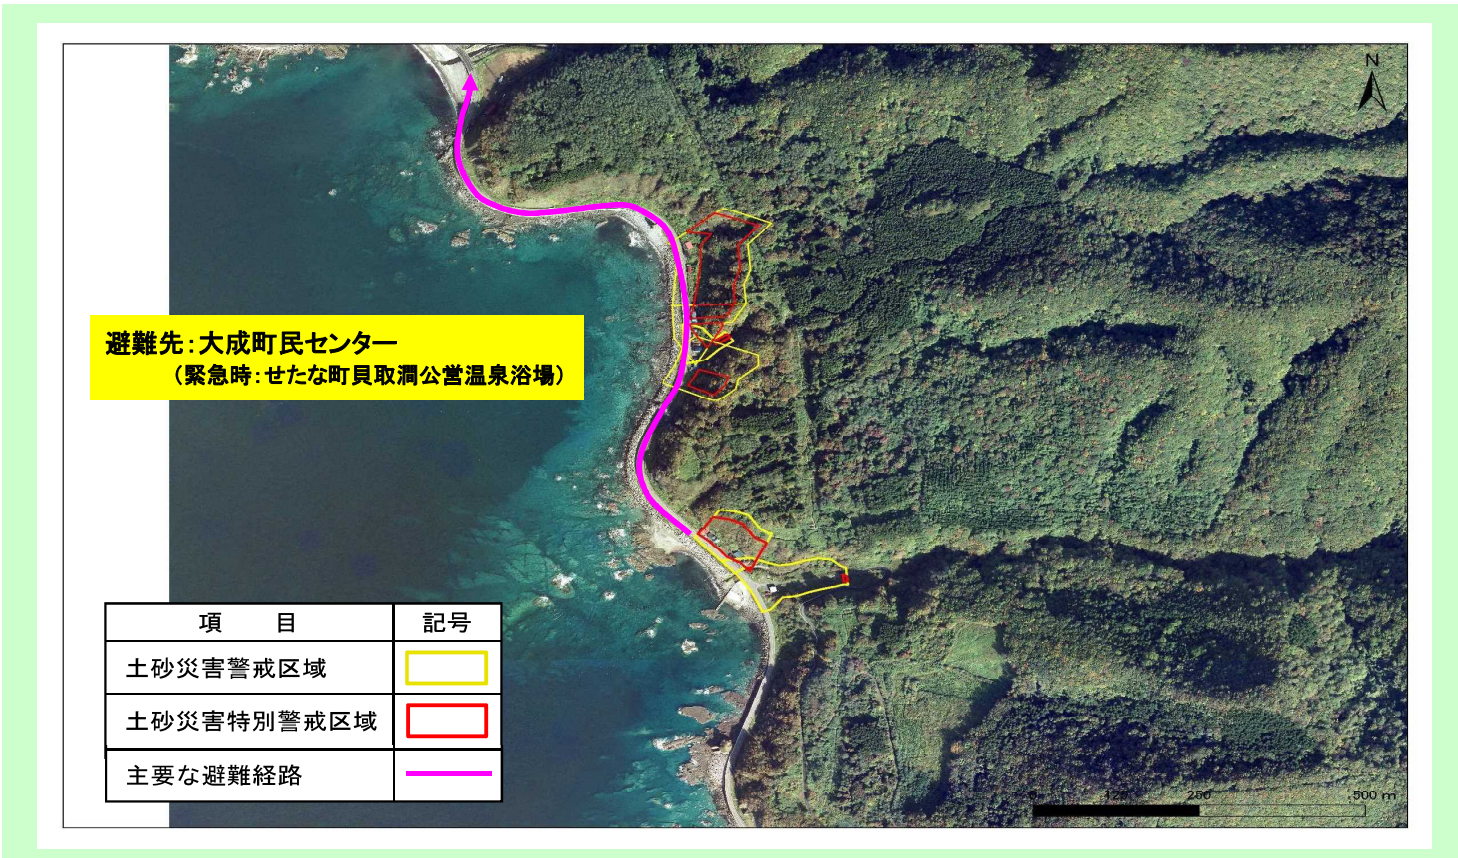 N
避難先：大成町民センター
（緊急時：せたな町貝取澗公営温泉浴場）
項　目　記号
土砂災害警戒区域
土砂災害特別警戒区域
主要な避難経路
0 125 250 500 m